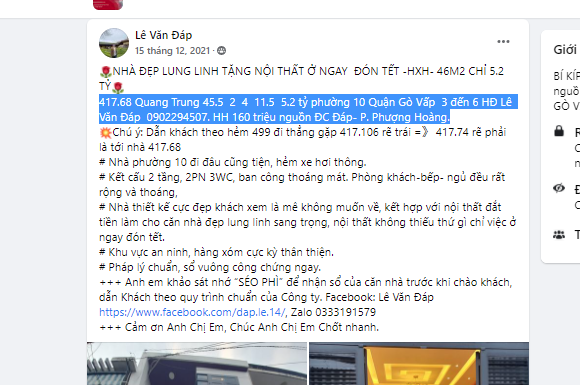 Lê Văn Đáp
15 tháng 12, 2021 ·
🌹NHÀ ĐẸP LUNG LINH TẶNG NỘI THẤT Ở NGAY ĐÓN TẾT -HXH- 46M2 CHỈ 5.2
TỶ🌹
417.68 Quang Trung 45.5 2 4 11.5 5.2 tỷ phường 10 Quận Gò Vấp 3 đến 6 HĐ Lê
Văn Đáp 0902294507. HH 160 triệu nguồn ĐC Đáp- P. Phượng Hoàng.
💥Chú ý: Dẫn khách theo hẻm 499 đi thẳng gặp 417.106 rẽ trái =》 417.74 rẽ phải
là tới nhà 417.68
# Nhà phường 10 đi đâu cũng tiện, hẻm xe hơi thông.
# Kết cấu 2 tầng, 2PN 3WC, ban công thoáng mát. Phòng khách-bếp- ngủ đều rất
rộng và thoáng,
# Nhà thiết kế cực đẹp khách xem là mê không muốn về, kết hợp với nội thất đắt
tiền làm cho căn nhà đẹp lung linh sang trọng, nội thất không thiếu thứ gì chỉ việc ở
ngay đón tết.
# Khu vực an ninh, hàng xóm cực kỳ thân thiện.
# Pháp lý chuẩn, sổ vuông công chứng ngay.
+++ Anh em khảo sát nhớ “SÉO PHÌ” để nhận sổ của căn nhà trước khi chào khách,
dẫn Khách theo quy trình chuẩn của Công ty. Facebook: Lê Văn Đáp
https://www.facebook.com/dap.le.14/, Zalo 0333191579
+++ Cảm ơn Anh Chị Em, Chúc Anh Chị Em Chốt nhanh.
Giới
BÍ KÍP
nguồ
GÒ V